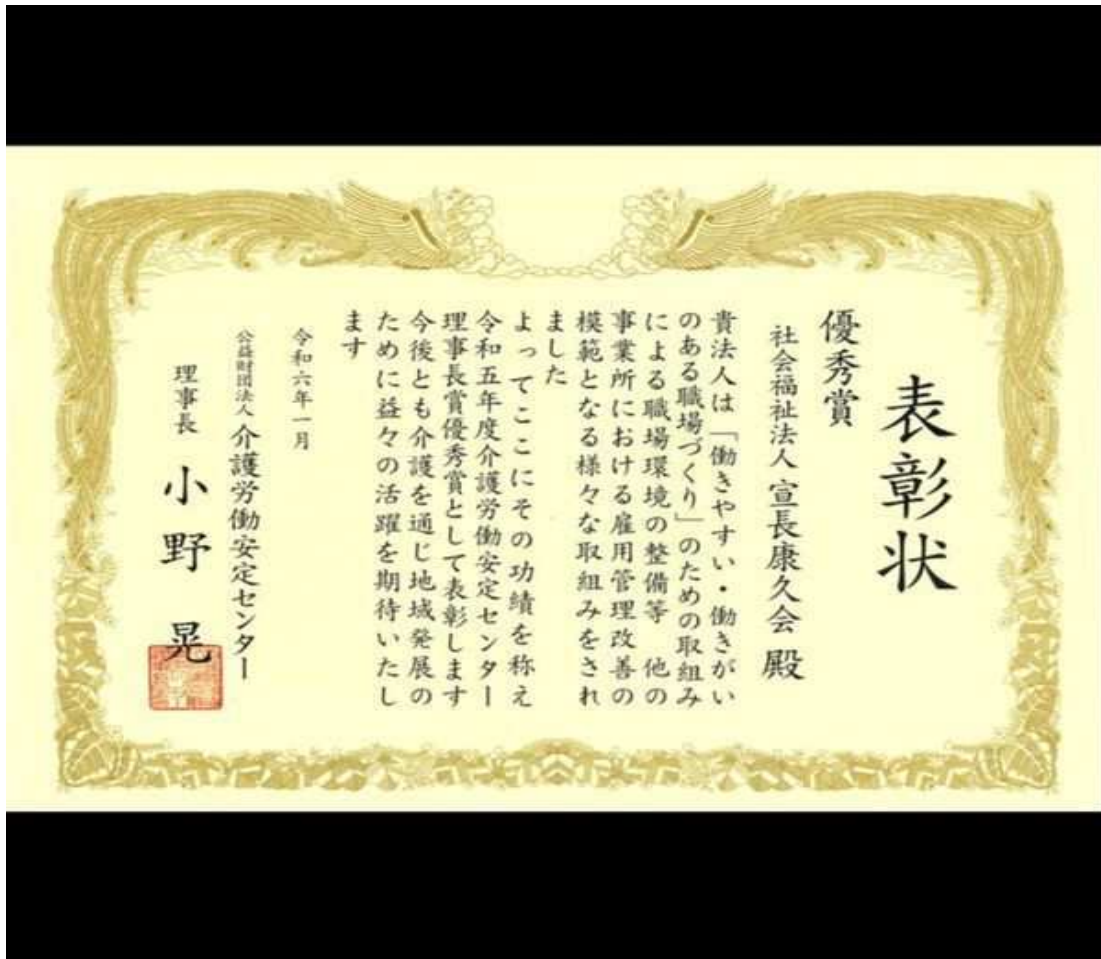 表彰状
優秀賞
社会福祉法人 宣長康久会 殿
貴法人は「働きやすい・働きがい
のある職場づくり」のための取組み
による職場環境の整備等 他の
事業所における雇用管理改善の
模範となる様々な取組みをされ
ました
よってここにその功績を称え
令和五年度介護労働安定センター
理事長賞優秀賞として表彰します
今後とも介護を通じ地域発展の
ために益々の活躍を期待いたし
ます
令和六年一月
公益財団法人 介護労働安定センター
理事長 小野 晃